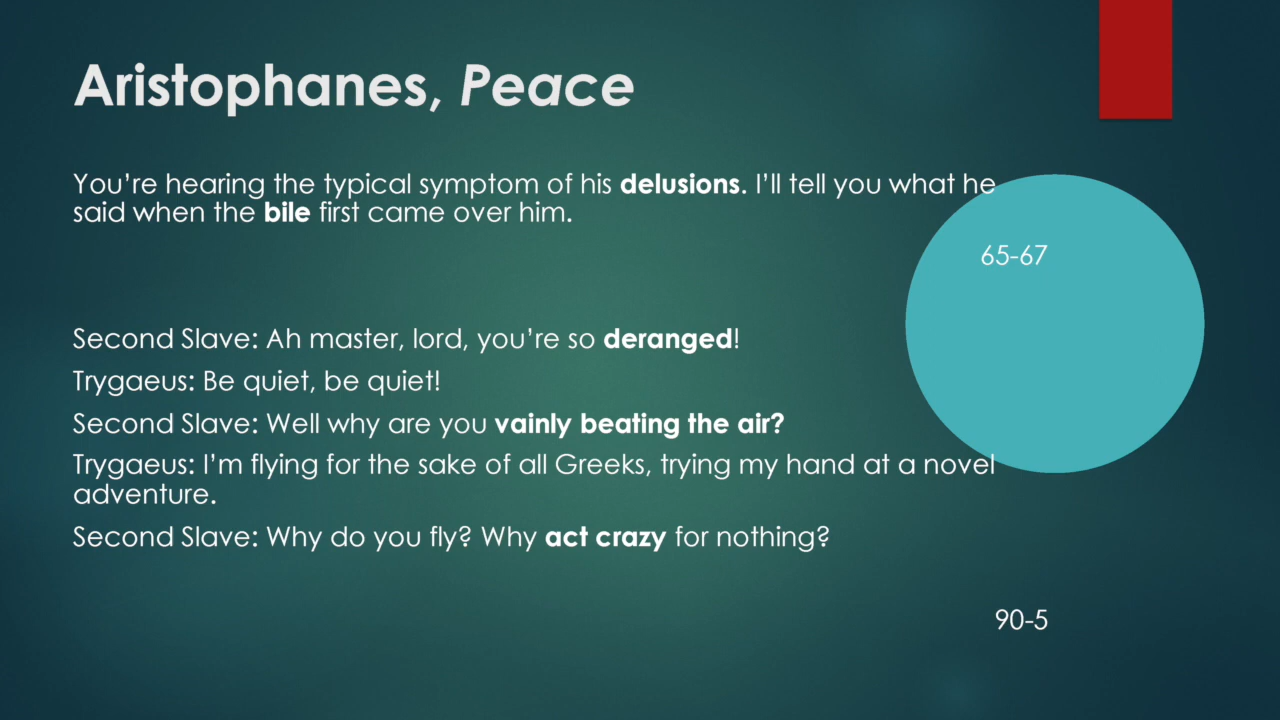 Aristophanes, Peace
You’re hearing the typical symptom of his delusions. I’ll tell you what he
said when the bile first came over him.
65-67
Second Slave: Ah master, lord, you’re so deranged!
Trygaeus: Be quiet, be quiet!
Second Slave: Well why are you vainly beating the air?
Trygaeus: I’m flying for the sake of all Greeks, trying my hand at a novel
adventure.
Second Slave: Why do you fly? Why act crazy for nothing?
90-5